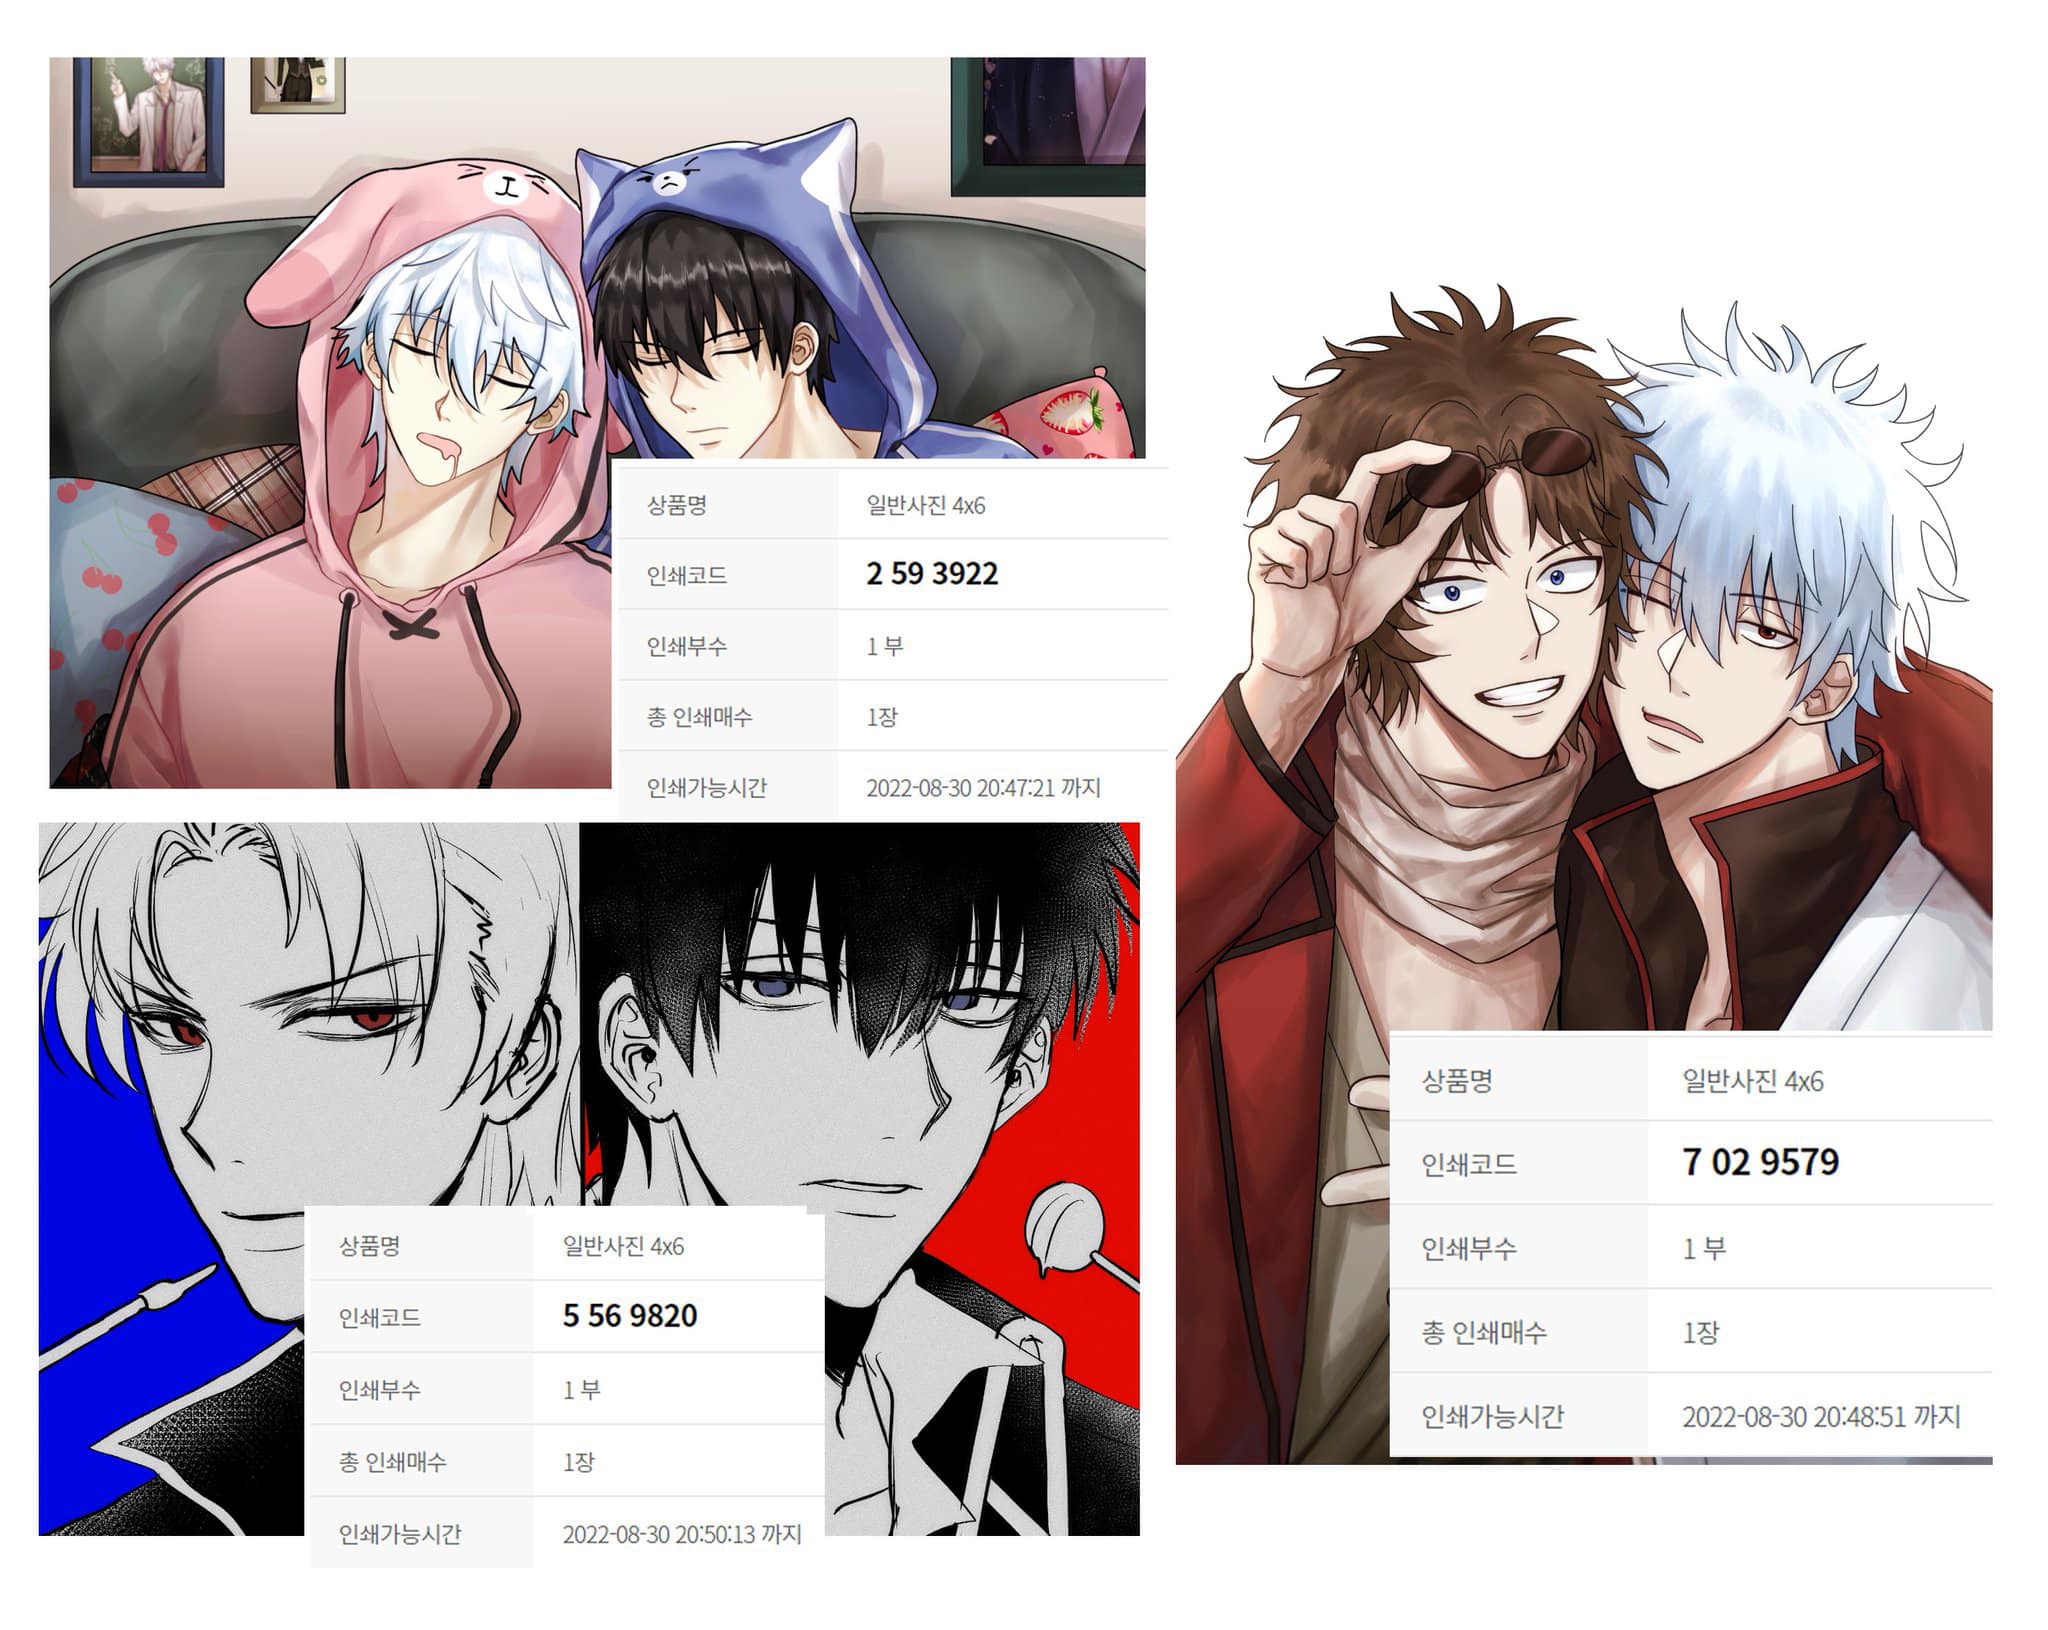 상품명 일반사진 4x6
인쇄코드 2 59 3922
인쇄부수 1 부
총 인쇄매수 1장
인쇄가능시간 2022-08-30 20:47:21 까지
상품명 일반사진 4x6
인쇄코드 5 56 9820
인쇄부수 1 부
총 인쇄매수 1장
인쇄가능시간 2022-08-30 20:50:13 까지
상품명 일반사진 4x6
인쇄코드 7 02 9579
인쇄부수 1 부
총 인쇄매수 1장
인쇄가능시간 2022-08-30 20:48:51 까지